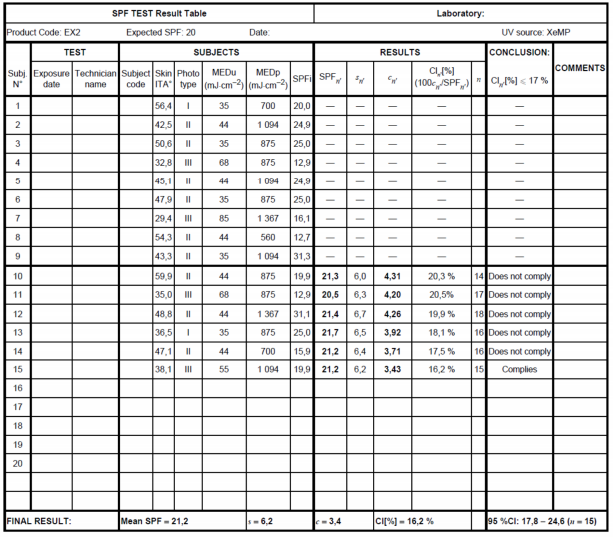 SPF TEST Result Table Laboratory:
Product Code: EX2 Expected SPF: 20 Date: UV source: XeMP
TEST SUBJECTS RESULTS CONCLUSION: COMMENTS
Subj. N° Exposure date Technician name Subject code Skin ITA° Photo type MEDu (mJ·cm−2) MEDp (mJ·cm−2) SPFi SPFn' zn' cn' CIn'[%] (100cn'/SPFn') n CIn'[%] ⩽ 17 %
1 56,4 I 35 700 20,0 — — — — —
2 42,5 II 44 1 094 24,9 — — — — —
3 50,6 II 35 875 25,0 — — — — —
4 32,8 III 68 875 12,9 — — — — —
5 45,1 II 44 1 094 24,9 — — — — —
6 47,9 II 35 875 25,0 — — — — —
7 29,4 III 85 1 367 16,1 — — — — —
8 54,3 II 44 560 12,7 — — — — —
9 43,3 II 35 1 094 31,3 — — — — —
10 59,9 II 44 875 19,9 21,3 6,0 4,31 20,3 % 14 Does not comply
11 35,0 III 68 875 12,9 20,5 6,3 4,20 20,5% 17 Does not comply
12 48,8 II 44 1 367 31,1 21,4 6,7 4,26 19,9 % 18 Does not comply
13 36,5 I 35 875 25,0 21,7 6,5 3,92 18,1 % 16 Does not comply
14 47,1 II 44 700 15,9 21,2 6,4 3,71 17,5 % 16 Does not comply
15 38,1 III 55 1 094 19,9 21,2 6,2 3,43 16,2 % 15 Complies
16
17
18
19
20
FINAL RESULT: Mean SPF = 21,2 s = 6,2 c = 3,4 CI[%] = 16,2 % 95 %CI: 17,8 – 24,6 (n = 15)